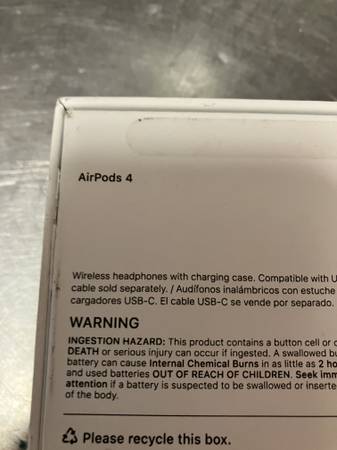 AirPods 4
Wireless headphones with charging case. Compatible with
cable sold separately. / Audífonos inalámbricos con estuche
cargadores USB-C. El cable USB-C se vende por separado.
WARNING
INGESTION HAZARD: This product contains a button cell or
DEATH or serious injury can occur if ingested. A swallowed
battery can cause Internal Chemical Burns in as little as 2
and used batteries OUT OF REACH OF CHILDREN. Seek
attention if a battery is suspected to be swallowed or
of the body.
Please recycle this box.